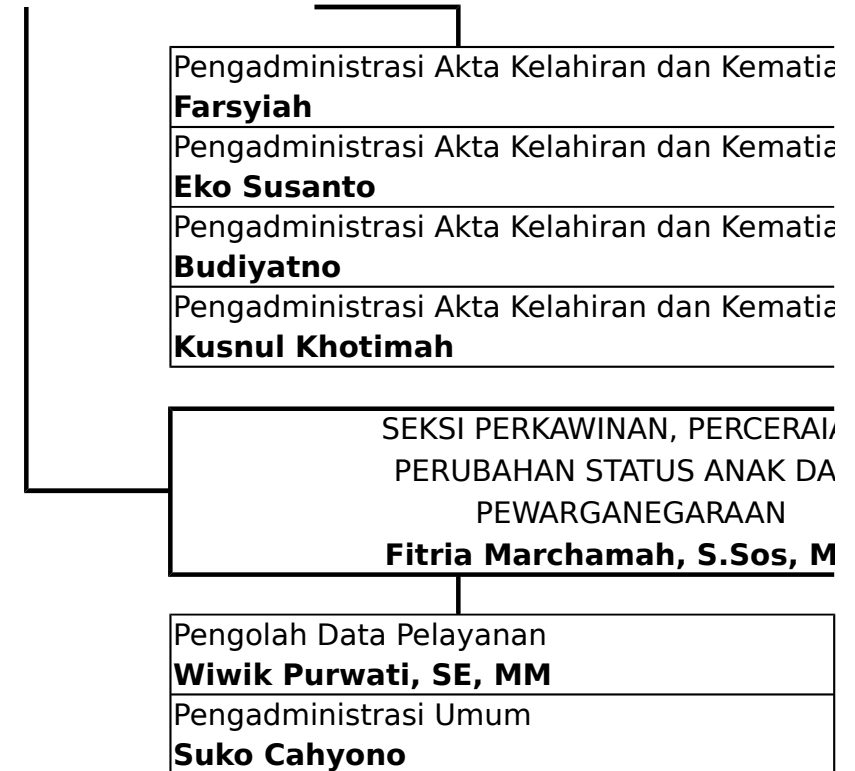 Pengadministrasi Akta Kelahiran dan Kematia
Farsyiah
Pengadministrasi Akta Kelahiran dan Kematia
Eko Susanto
Pengadministrasi Akta Kelahiran dan Kematia
Budiyatno
Pengadministrasi Akta Kelahiran dan Kematia
Kusnul Khotimah
SEKSI PERKAWINAN, PERCERAIA
PERUBAHAN STATUS ANAK DA
PEWARGANEGARAAN
Fitria Marchamah, S.Sos, M
Pengolah Data Pelayanan
Wiwik Purwati, SE, MM
Pengadministrasi Umum
Suko Cahyono